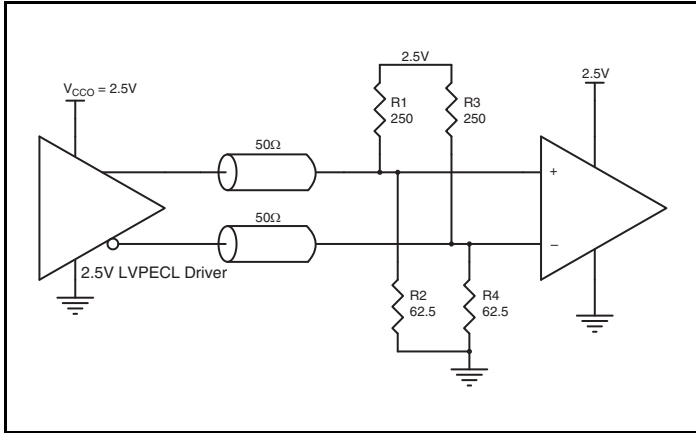 2.5V
2.5V
V_CCO = 2.5V
R1
250
R3
250
50Ω
+
50Ω
–
2.5V LVPECL Driver
R2
62.5
R4
62.5